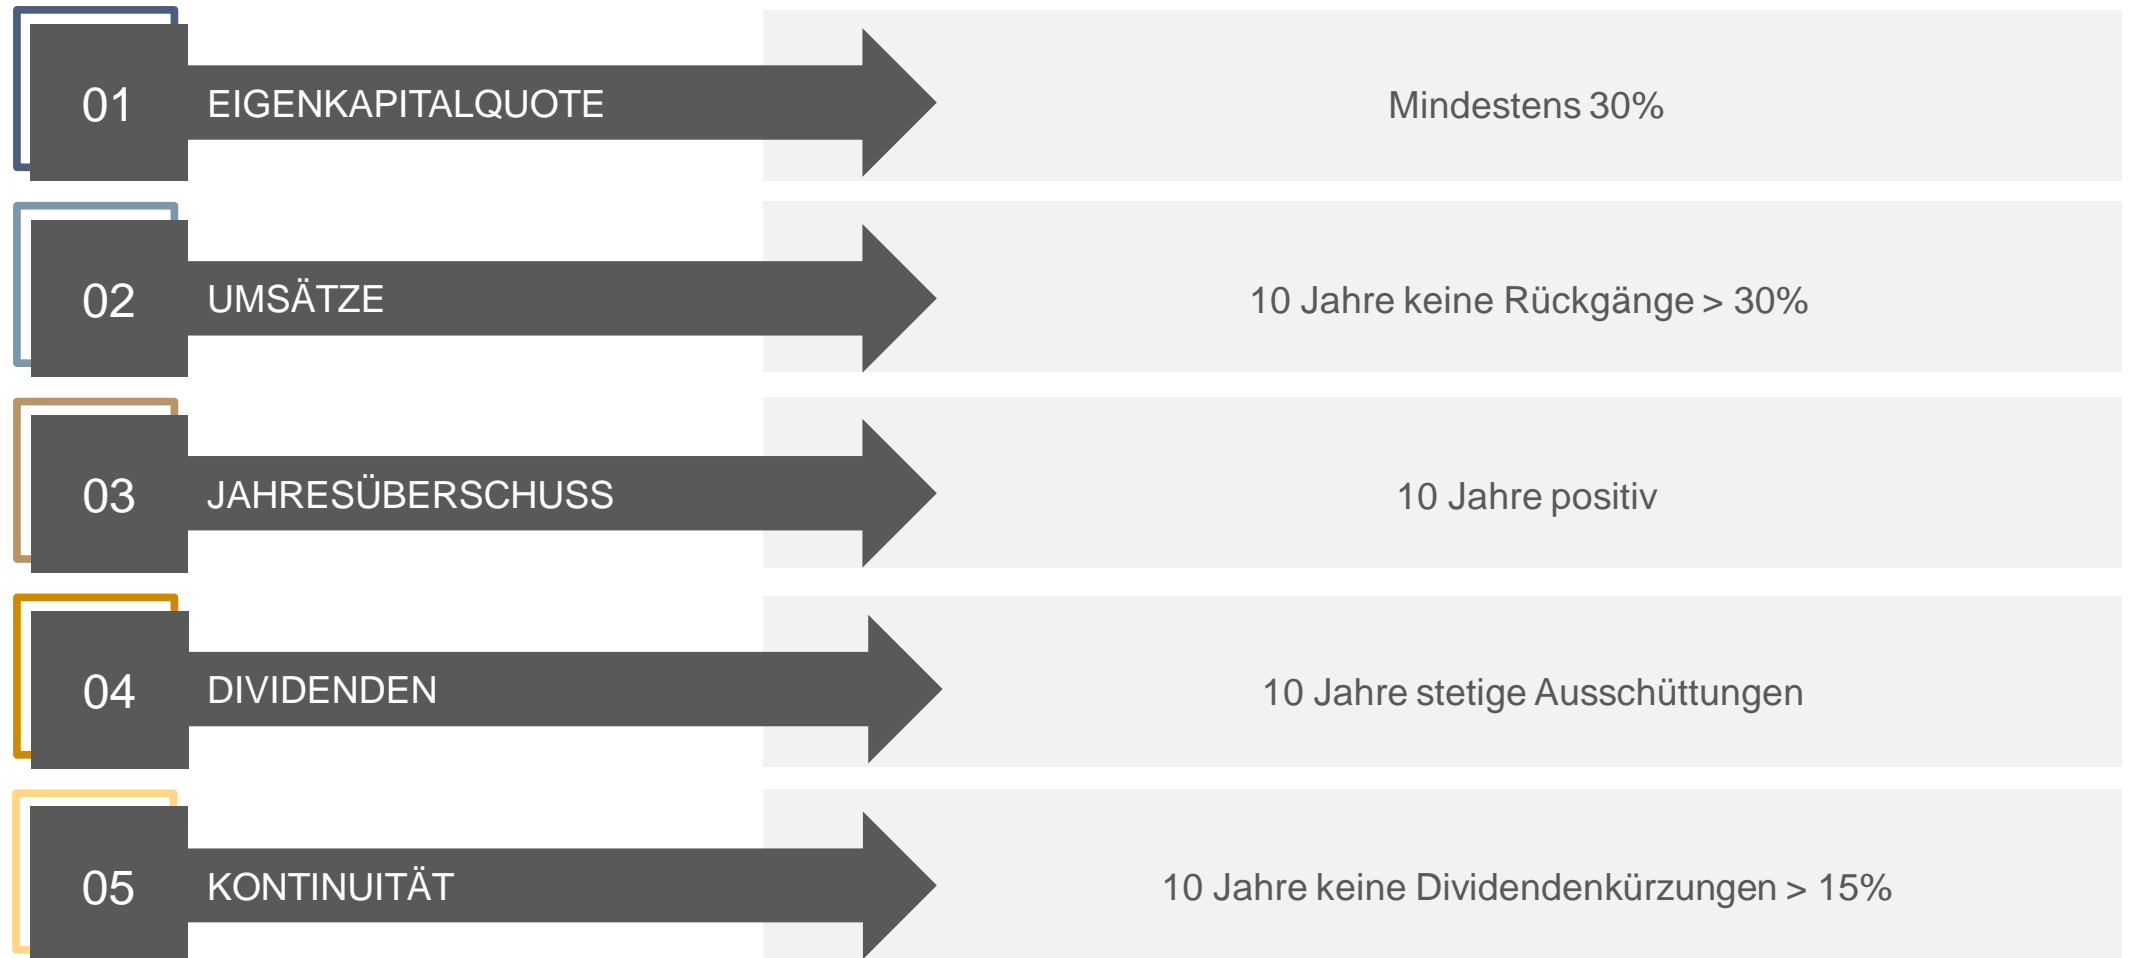 01 EIGENKAPITALQUOTE Mindestens 30%
02 UMSÄTZE 10 Jahre keine Rückgänge > 30%
03 JAHRESÜBERSCHUSS 10 Jahre positiv
04 DIVIDENDEN 10 Jahre stetige Ausschüttungen
05 KONTINUITÄT 10 Jahre keine Dividendenkürzungen > 15%